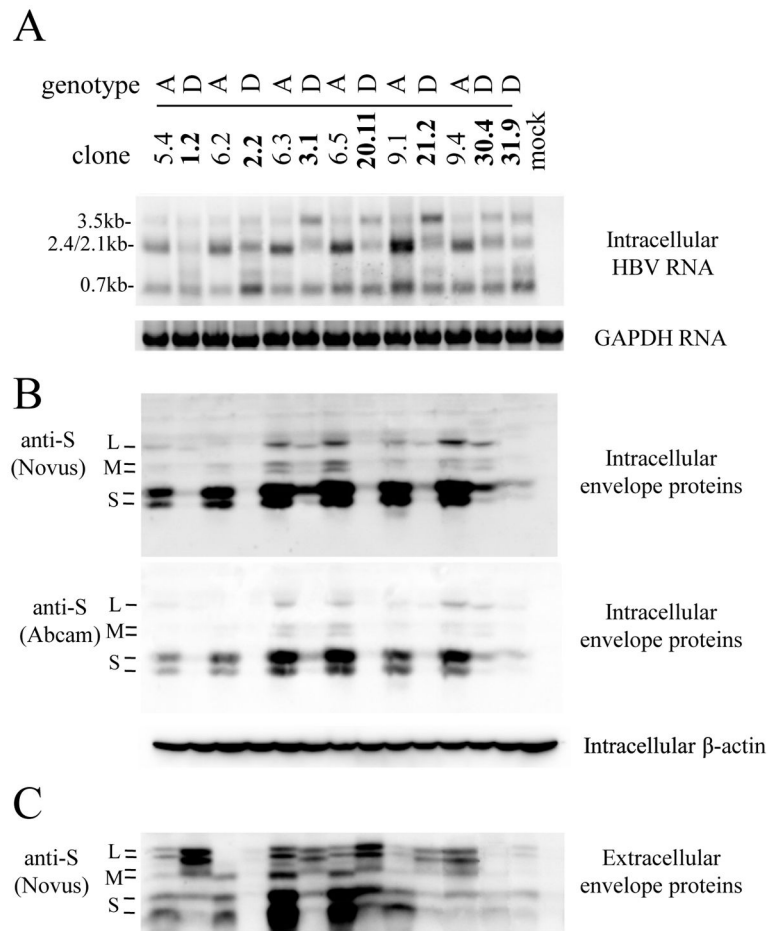 A
genotype A D A D A D A D A D A D D
clone 5.4 1.2 6.2 2.2 6.3 3.1 6.5 20.11 9.1 21.2 9.4 30.4 31.9 mock
3.5kb-
2.4/2.1kb-
0.7kb-
Intracellular
HBV RNA
GAPDH RNA
B
anti-S
(Novus)
L
M
S
Intracellular
envelope proteins
anti-S
(Abcam)
L
M
S
Intracellular
envelope proteins
Intracellular β-actin
C
anti-S
(Novus)
L
M
S
Extracellular
envelope proteins